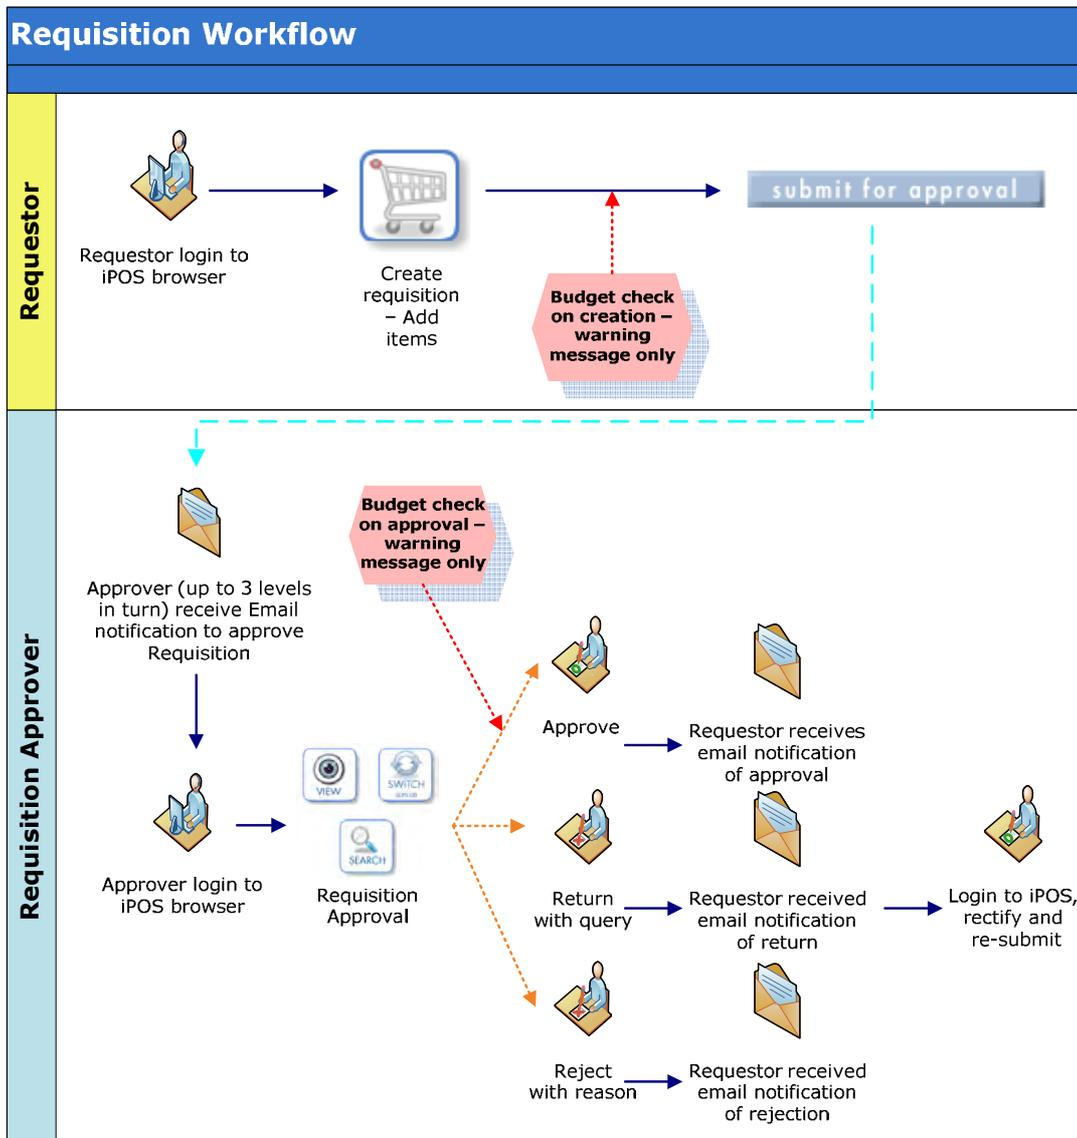 Requisition Workflow
Requestor
Requestor login to
iPOS browser
Create
requisition
– Add
items
Budget check
on creation –
warning
message only
submit for approval
Requisition Approver
Approver (up to 3 levels
in turn) receive Email
notification to approve
Requisition
Budget check
on approval –
warning
message only
Approver login to
iPOS browser
VIEW
SWITCH
SEARCH
Requisition
Approval
Approve
Requestor receives
email notification
of approval
Return
with query
Requestor received
email notification
of return
Login to iPOS,
rectify and
re-submit
Reject
with reason
Requestor received
email notification
of rejection